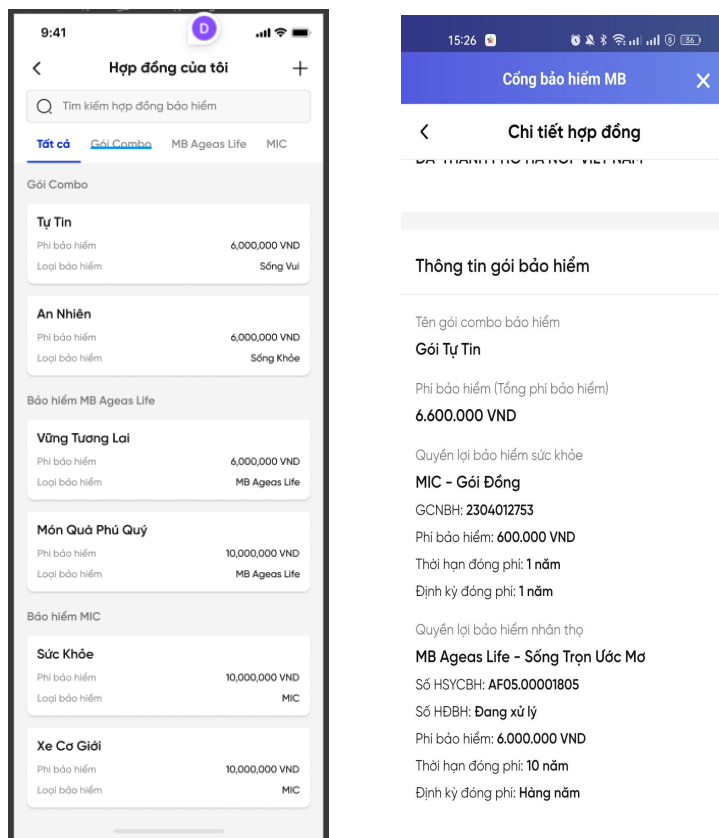 9:41
D
Hợp đồng của tôi
Tìm kiếm hợp đồng bảo hiểm
Tất cả Gói Combo MB Ageas Life MIC
Gói Combo
Tự Tin
Phí bảo hiểm 6,000,000 VND
Loại bảo hiểm Sống Vui
An Nhiên
Phí bảo hiểm 6,000,000 VND
Loại bảo hiểm Sống Khỏe
Bảo hiểm MB Ageas Life
Vững Tương Lai
Phí bảo hiểm 6,000,000 VND
Loại bảo hiểm MB Ageas Life
Món Quà Phú Quý
Phí bảo hiểm 10,000,000 VND
Loại bảo hiểm MB Ageas Life
Bảo hiểm MIC
Sức Khỏe
Phí bảo hiểm 10,000,000 VND
Loại bảo hiểm MIC
Xe Cơ Giới
Phí bảo hiểm 10,000,000 VND
Loại bảo hiểm MIC
15:26 36
Cổng bảo hiểm MB
Chi tiết hợp đồng
Thông tin gói bảo hiểm
Tên gói combo bảo hiểm
Gói Tự Tin
Phí bảo hiểm (Tổng phí bảo hiểm)
6.600.000 VND
Quyền lợi bảo hiểm sức khỏe
MIC - Gói Đồng
GCNBH: 2304012753
Phí bảo hiểm: 600.000 VND
Thời hạn đóng phí: 1 năm
Định kỳ đóng phí: 1 năm
Quyền lợi bảo hiểm nhân thọ
MB Ageas Life - Sống Trọn Ước Mơ
Số HSYCBH: AF05.00001805
Số HĐBH: Đang xử lý
Phí bảo hiểm: 6.000.000 VND
Thời hạn đóng phí: 10 năm
Định kỳ đóng phí: Hàng năm